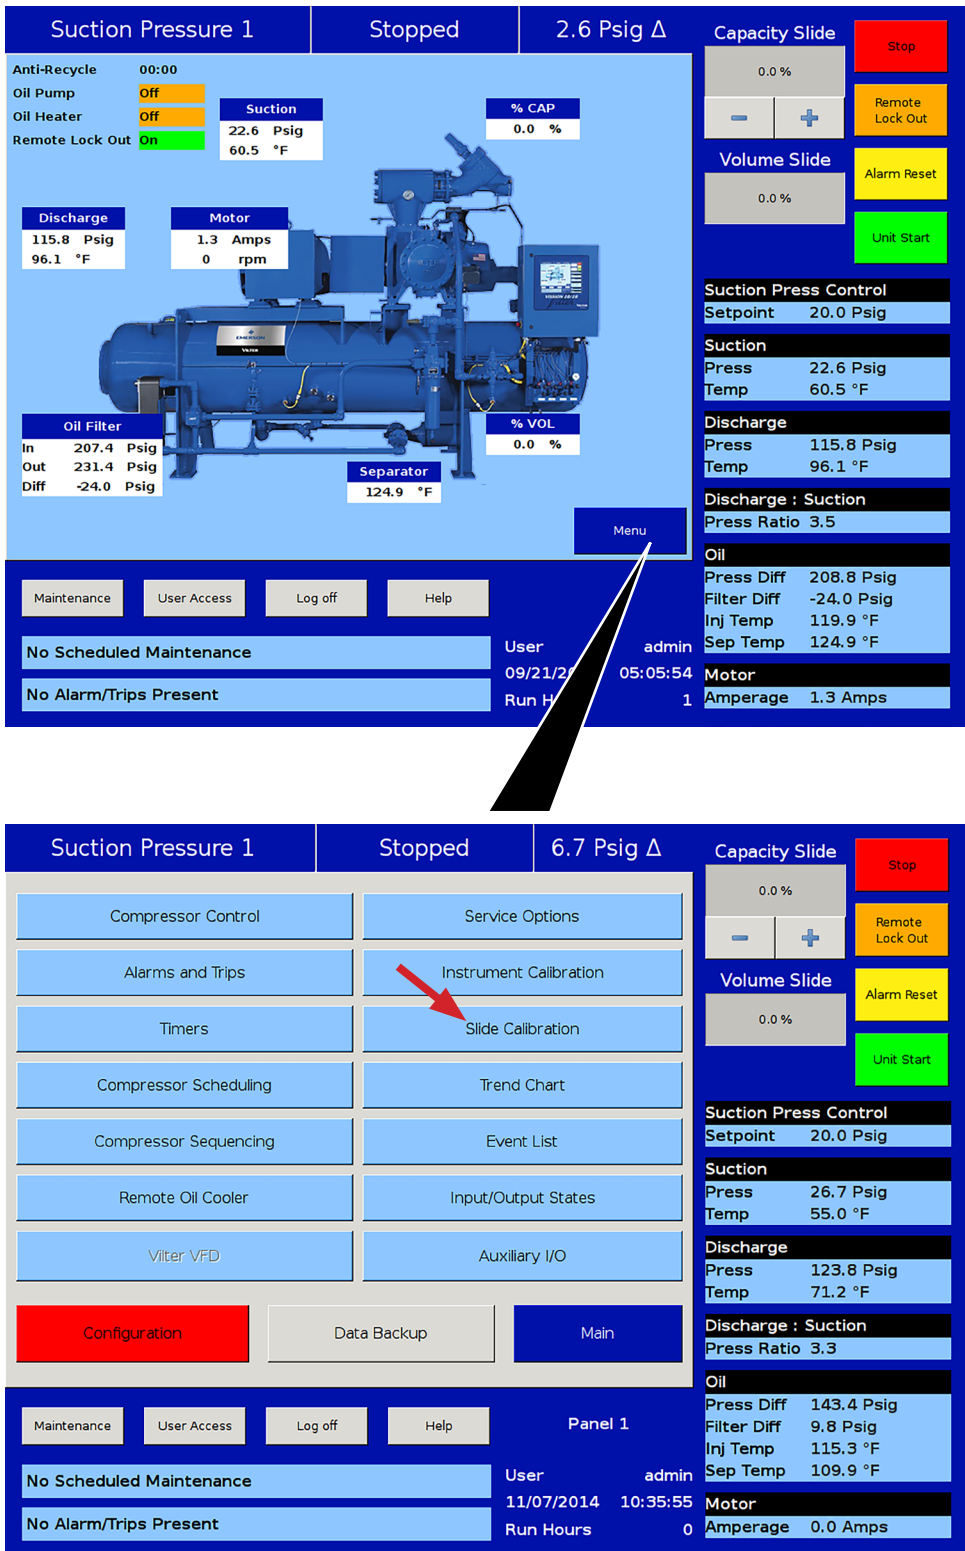 Suction Pressure 1
Stopped
2.6 Psig Δ
Anti-Recycle 00:00
Oil Pump Off
Oil Heater Off
Remote Lock Out On
Suction
22.6 Psig
60.5 °F
% CAP
0.0 %
Discharge
115.8 Psig
96.1 °F
Motor
1.3 Amps
0 rpm
EMERSON
VILTER
Oil Filter
In 207.4 Psig
Out 231.4 Psig
Diff -24.0 Psig
% VOL
0.0 %
Separator
124.9 °F
Menu
Maintenance
User Access
Log off
Help
No Scheduled Maintenance
No Alarm/Trips Present
User admin
09/21/20 05:05:54
Run H 1
Capacity Slide
0.0 %
Volume Slide
0.0 %
Stop
Remote
Lock Out
Alarm Reset
Unit Start
Suction Press Control
Setpoint 20.0 Psig
Suction
Press 22.6 Psig
Temp 60.5 °F
Discharge
Press 115.8 Psig
Temp 96.1 °F
Discharge : Suction
Press Ratio 3.5
Oil
Press Diff 208.8 Psig
Filter Diff -24.0 Psig
Inj Temp 119.9 °F
Sep Temp 124.9 °F
Motor
Amperage 1.3 Amps
Suction Pressure 1
Stopped
6.7 Psig Δ
Compressor Control
Service Options
Alarms and Trips
Instrument Calibration
Timers
Slide Calibration
Compressor Scheduling
Trend Chart
Compressor Sequencing
Event List
Remote Oil Cooler
Input/Output States
Vilter VFD
Auxiliary I/O
Configuration
Data Backup
Main
Maintenance
User Access
Log off
Help
Panel 1
No Scheduled Maintenance
No Alarm/Trips Present
User admin
11/07/2014 10:35:55
Run Hours 0
Capacity Slide
0.0 %
Volume Slide
0.0 %
Stop
Remote
Lock Out
Alarm Reset
Unit Start
Suction Press Control
Setpoint 20.0 Psig
Suction
Press 26.7 Psig
Temp 55.0 °F
Discharge
Press 123.8 Psig
Temp 71.2 °F
Discharge : Suction
Press Ratio 3.3
Oil
Press Diff 143.4 Psig
Filter Diff 9.8 Psig
Inj Temp 115.3 °F
Sep Temp 109.9 °F
Motor
Amperage 0.0 Amps